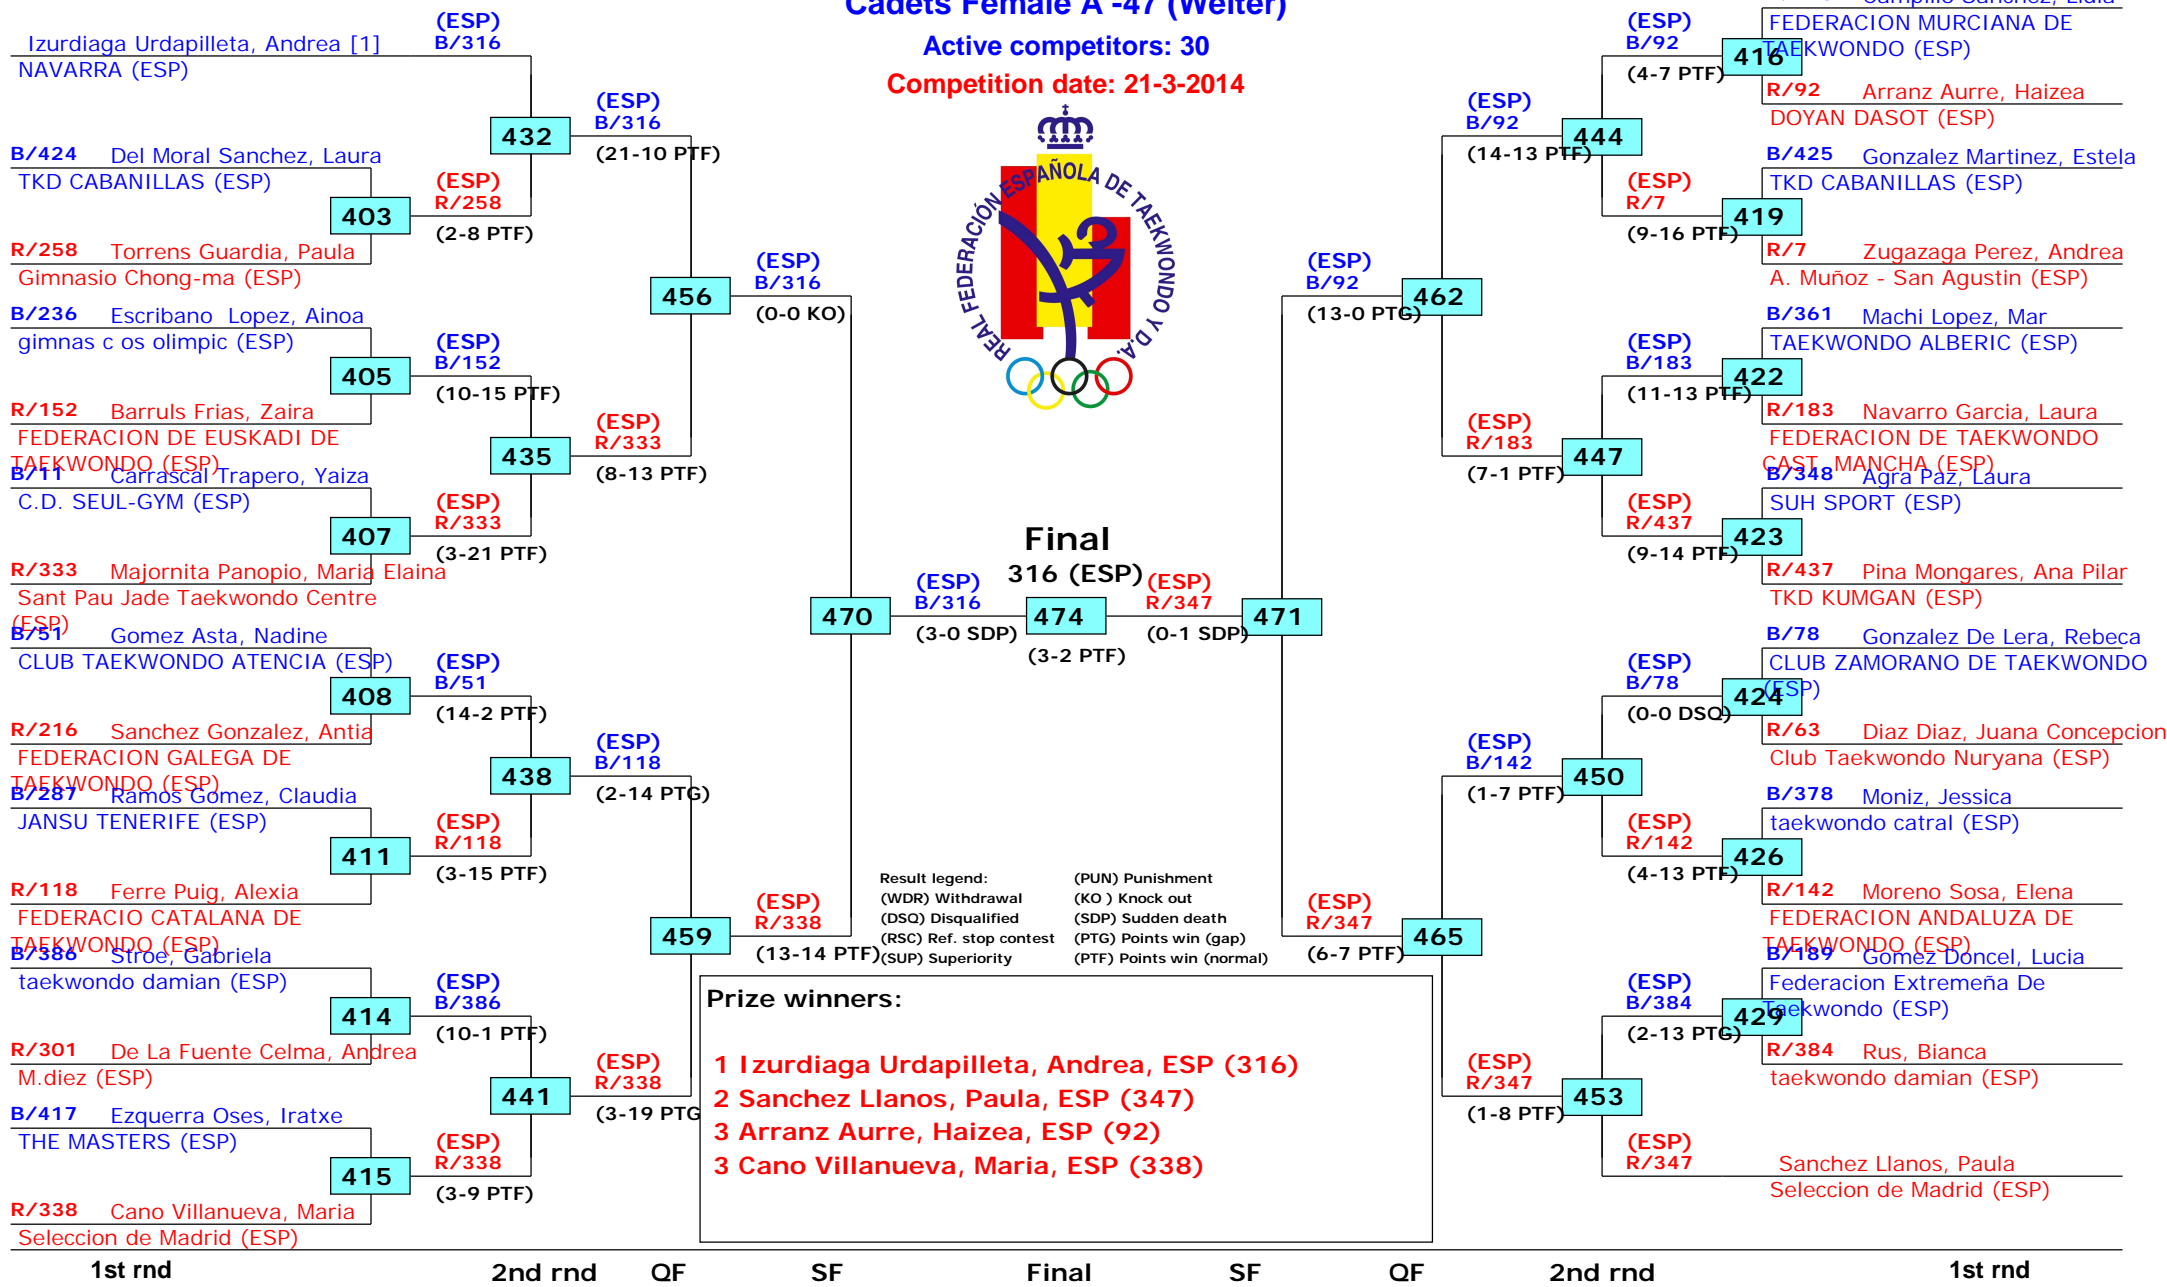 Cadets Female A -47 (Welter)
Active competitors: 30
Competition date: 21-3-2014
REAL FEDERACIÓN ESPAÑOLA DE TAEKWONDO Y D.A.
Izurdiaga Urdapilleta, Andrea [1]
NAVARRA (ESP)
B/424 Del Moral Sanchez, Laura
TKD CABANILLAS (ESP)
403
R/258 Torrens Guardia, Paula
Gimnasio Chong-ma (ESP)
B/236 Escribano Lopez, Ainoa
gimnas c os olimpic (ESP)
405
R/152 Barruls Frias, Zaira
FEDERACION DE EUSKADI DE
TAEKWONDO (ESP)
B/11 Carrascal Trapero, Yaiza
C.D. SEUL-GYM (ESP)
407
R/333 Majornita Panopio, Maria Elaina
Sant Pau Jade Taekwondo Centre
(ESP)
B/51 Gomez Asta, Nadine
CLUB TAEKWONDO ATENCIA (ESP)
408
R/216 Sanchez Gonzalez, Antia
FEDERACION GALEGA DE
TAEKWONDO (ESP)
B/287 Ramos Gomez, Claudia
JANSU TENERIFE (ESP)
411
R/118 Ferre Puig, Alexia
FEDERACIO CATALANA DE
TAEKWONDO (ESP)
B/386 Stroe, Gabriela
taekwondo damian (ESP)
414
R/301 De La Fuente Celma, Andrea
M.diez (ESP)
B/417 Ezquerra Oses, Iratxe
THE MASTERS (ESP)
415
R/338 Cano Villanueva, Maria
Seleccion de Madrid (ESP)
(ESP)
B/316
432
(ESP)
R/258
(2-8 PTF)
(ESP)
B/152
(10-15 PTF)
435
(ESP)
R/333
(3-21 PTF)
(ESP)
B/51
(14-2 PTF)
438
(ESP)
R/118
(3-15 PTF)
(ESP)
B/386
(10-1 PTF)
441
(ESP)
R/338
(3-9 PTF)
(ESP)
B/316
(21-10 PTF)
456
(ESP)
R/333
(8-13 PTF)
(ESP)
B/118
(2-14 PTG)
459
(ESP)
R/338
(3-19 PTG
(ESP)
B/316
(0-0 KO)
470
(ESP)
R/338
(13-14 PTF)
(ESP)
B/316
(3-0 SDP)
Final
316 (ESP)
474
(3-2 PTF)
(ESP)
R/347
(0-1 SDP)
471
(ESP)
B/92
(13-0 PTG)
462
(ESP)
R/347
(6-7 PTF)
465
(ESP)
B/92
(14-13 PTF)
444
(ESP)
R/183
(7-1 PTF)
447
(ESP)
B/142
(1-7 PTF)
450
(ESP)
R/347
(1-8 PTF)
453
(ESP)
B/92
(4-7 PTF)
416
(ESP)
R/7
(9-16 PTF)
419
(ESP)
B/183
(11-13 PTF)
422
(ESP)
R/437
(9-14 PTF)
423
(ESP)
B/78
(0-0 DSQ)
424
(ESP)
R/142
(4-13 PTF)
426
(ESP)
B/384
(2-13 PTG)
429
(ESP)
R/347
FEDERACION MURCIANA DE
TAEKWONDO (ESP)
R/92 Arranz Aurre, Haizea
DOYAN DASOT (ESP)
B/425 Gonzalez Martinez, Estela
TKD CABANILLAS (ESP)
R/7 Zugazaga Perez, Andrea
A. Muñoz - San Agustin (ESP)
B/361 Machi Lopez, Mar
TAEKWONDO ALBERIC (ESP)
R/183 Navarro Garcia, Laura
FEDERACION DE TAEKWONDO
CAST. MANCHA (ESP)
B/348 Agra Paz, Laura
SUH SPORT (ESP)
R/437 Pina Mongares, Ana Pilar
TKD KUMGAN (ESP)
B/78 Gonzalez De Lera, Rebeca
CLUB ZAMORANO DE TAEKWONDO
(ESP)
R/63 Diaz Diaz, Juana Concepcion
Club Taekwondo Nuryana (ESP)
B/378 Moniz, Jessica
taekwondo catral (ESP)
R/142 Moreno Sosa, Elena
FEDERACION ANDALUZA DE
TAEKWONDO (ESP)
B/189 Gomez Doncel, Lucia
Federacion Extremeña De
Taekwondo (ESP)
R/384 Rus, Bianca
taekwondo damian (ESP)
Sanchez Llanos, Paula
Seleccion de Madrid (ESP)
Result legend:
(WDR) Withdrawal
(DSQ) Disqualified
(RSC) Ref. stop contest
(SUP) Superiority
(PUN) Punishment
(KO ) Knock out
(SDP) Sudden death
(PTG) Points win (gap)
(PTF) Points win (normal)
Prize winners:
1 Izurdiaga Urdapilleta, Andrea, ESP (316)
2 Sanchez Llanos, Paula, ESP (347)
3 Arranz Aurre, Haizea, ESP (92)
3 Cano Villanueva, Maria, ESP (338)
1st rnd 2nd rnd QF SF Final SF QF 2nd rnd 1st rnd